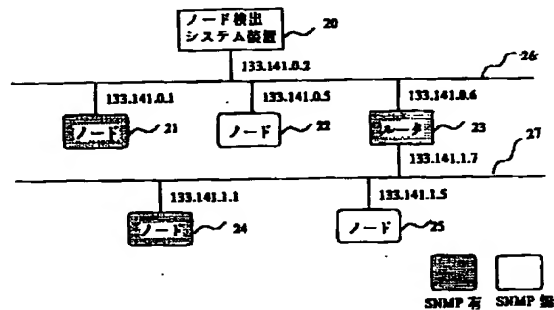 ノード検出
システム装置
20
133.141.0.2
26
133.141.0.1
133.141.0.5
133.141.0.6
ノード
21
ノード
22
ルータ
23
133.141.1.7
27
133.141.1.1
133.141.1.5
ノード
24
ノード
25
SNMP 有
SNMP 無